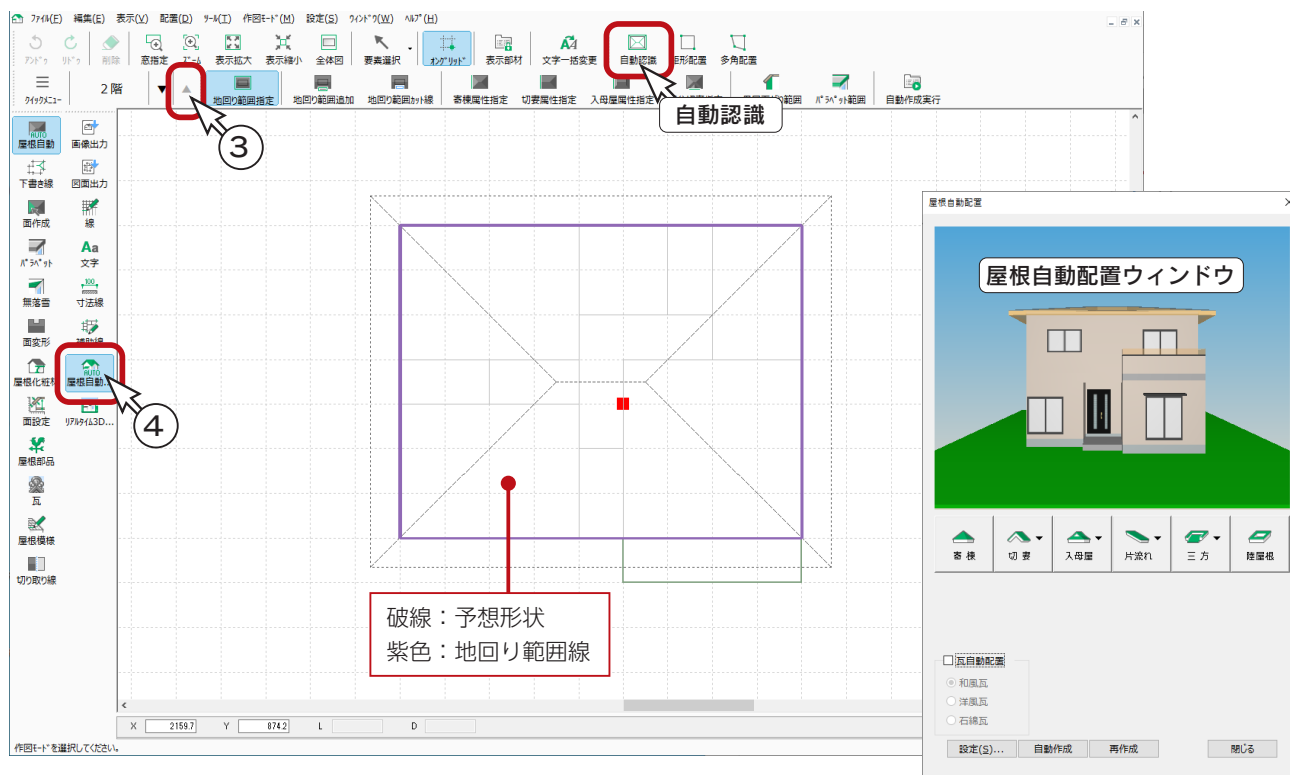 ﾌｧｲﾙ(F) 編集(E) 表示(V) 配置(D) ﾂｰﾙ(T) 作図ﾓｰﾄﾞ(M) 設定(S) ｳｨﾝﾄﾞｳ(W) ﾍﾙﾌﾟ(H)
ｱﾝﾄﾞｩ ﾘﾄﾞｩ 削除 窓指定 ｽﾞｰﾑ 表示拡大 表示縮小 全体図 要素選択 ｵﾝｸﾞﾘｯﾄﾞ 表示部材 文字一括変更 自動認識 矩形配置 多角配置
ｸｲｯｸﾒﾆｭｰ 2 階 ▼ ▲ 地回り範囲指定 地回り範囲追加 地回り範囲ｶｯﾄ線 寄棟属性指定 切妻属性指定 入母屋属性指定 範囲 ﾊﾟﾗﾍﾟｯﾄ範囲 自動作成実行
自動認識
③
屋根自動 画像出力
下書き線 図面出力
面作成 線
ﾊﾟﾗﾍﾟｯﾄ Aa 文字
無落雪 100 寸法線
面変形 補助線
屋根化粧材 屋根自動...
面設定 ﾘｱﾙﾀｲﾑ3D...
屋根部品
瓦
屋根模様
切り取り線
④
破線：予想形状
紫色：地回り範囲線
X 2159.7 Y 874.2 L D
作図ﾓｰﾄﾞを選択してください。
屋根自動配置
屋根自動配置ウィンドウ
寄 棟 切 妻 入母屋 片流れ 三 方 陸屋根
瓦自動配置
和風瓦
洋風瓦
石綿瓦
設定(S)... 自動作成 再作成 閉じる